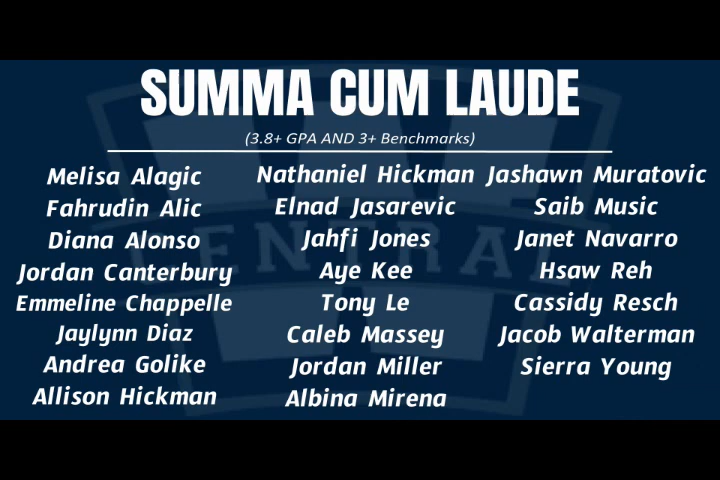 SUMMA CUM LAUDE
(3.8+ GPA AND 3+ Benchmarks)
Melisa Alagic
Fahrudin Alic
Diana Alonso
Jordan Canterbury
Emmeline Chappelle
Jaylynn Diaz
Andrea Golike
Allison Hickman
Nathaniel Hickman
Elnad Jasarevic
Jahfi Jones
Aye Kee
Tony Le
Caleb Massey
Jordan Miller
Albina Mirena
Jashawn Muratovic
Saib Music
Janet Navarro
Hsaw Reh
Cassidy Resch
Jacob Walterman
Sierra Young
CENTRAL